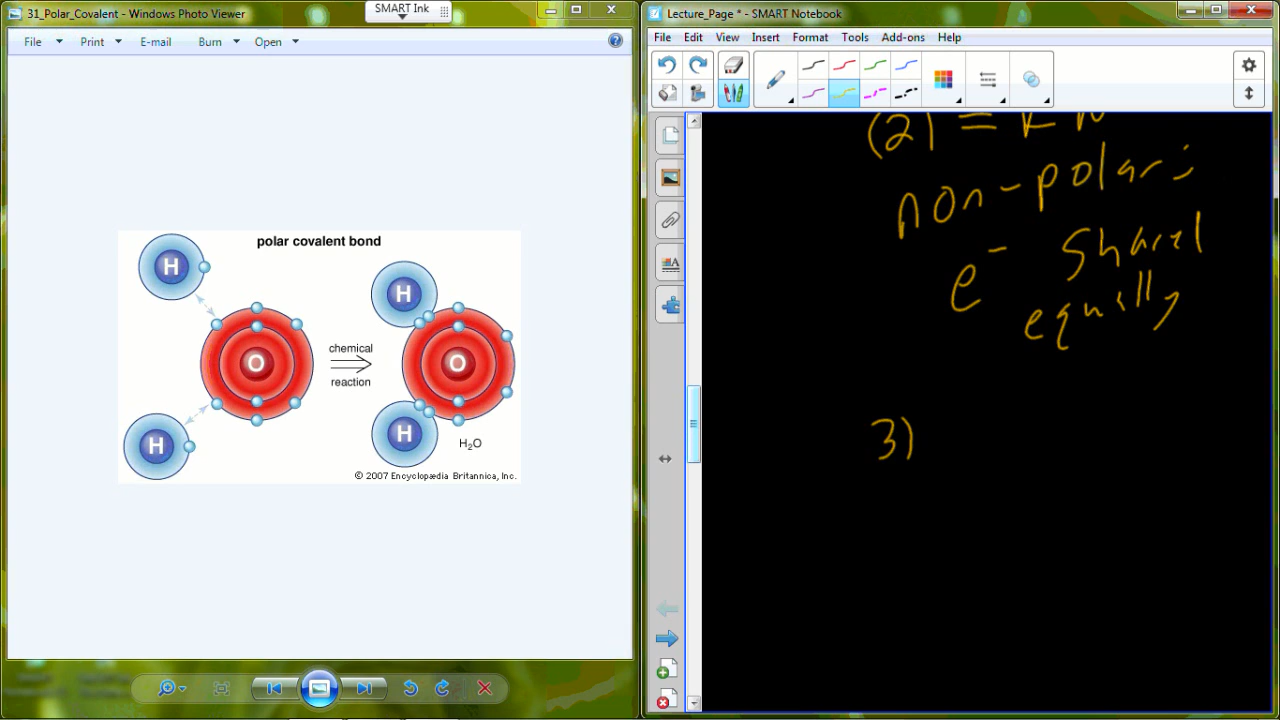 31_Polar_Covalent - Windows Photo Viewer
SMART Ink
File Print E-mail Burn Open
polar covalent bond
H
H
O
O
chemical
reaction
H
H
H₂O
© 2007 Encyclopædia Britannica, Inc.
Lecture_Page * - SMART Notebook
File Edit View Insert Format Tools Add-ons Help
(2) =
non-polar:
e⁻ shared
equally
3)